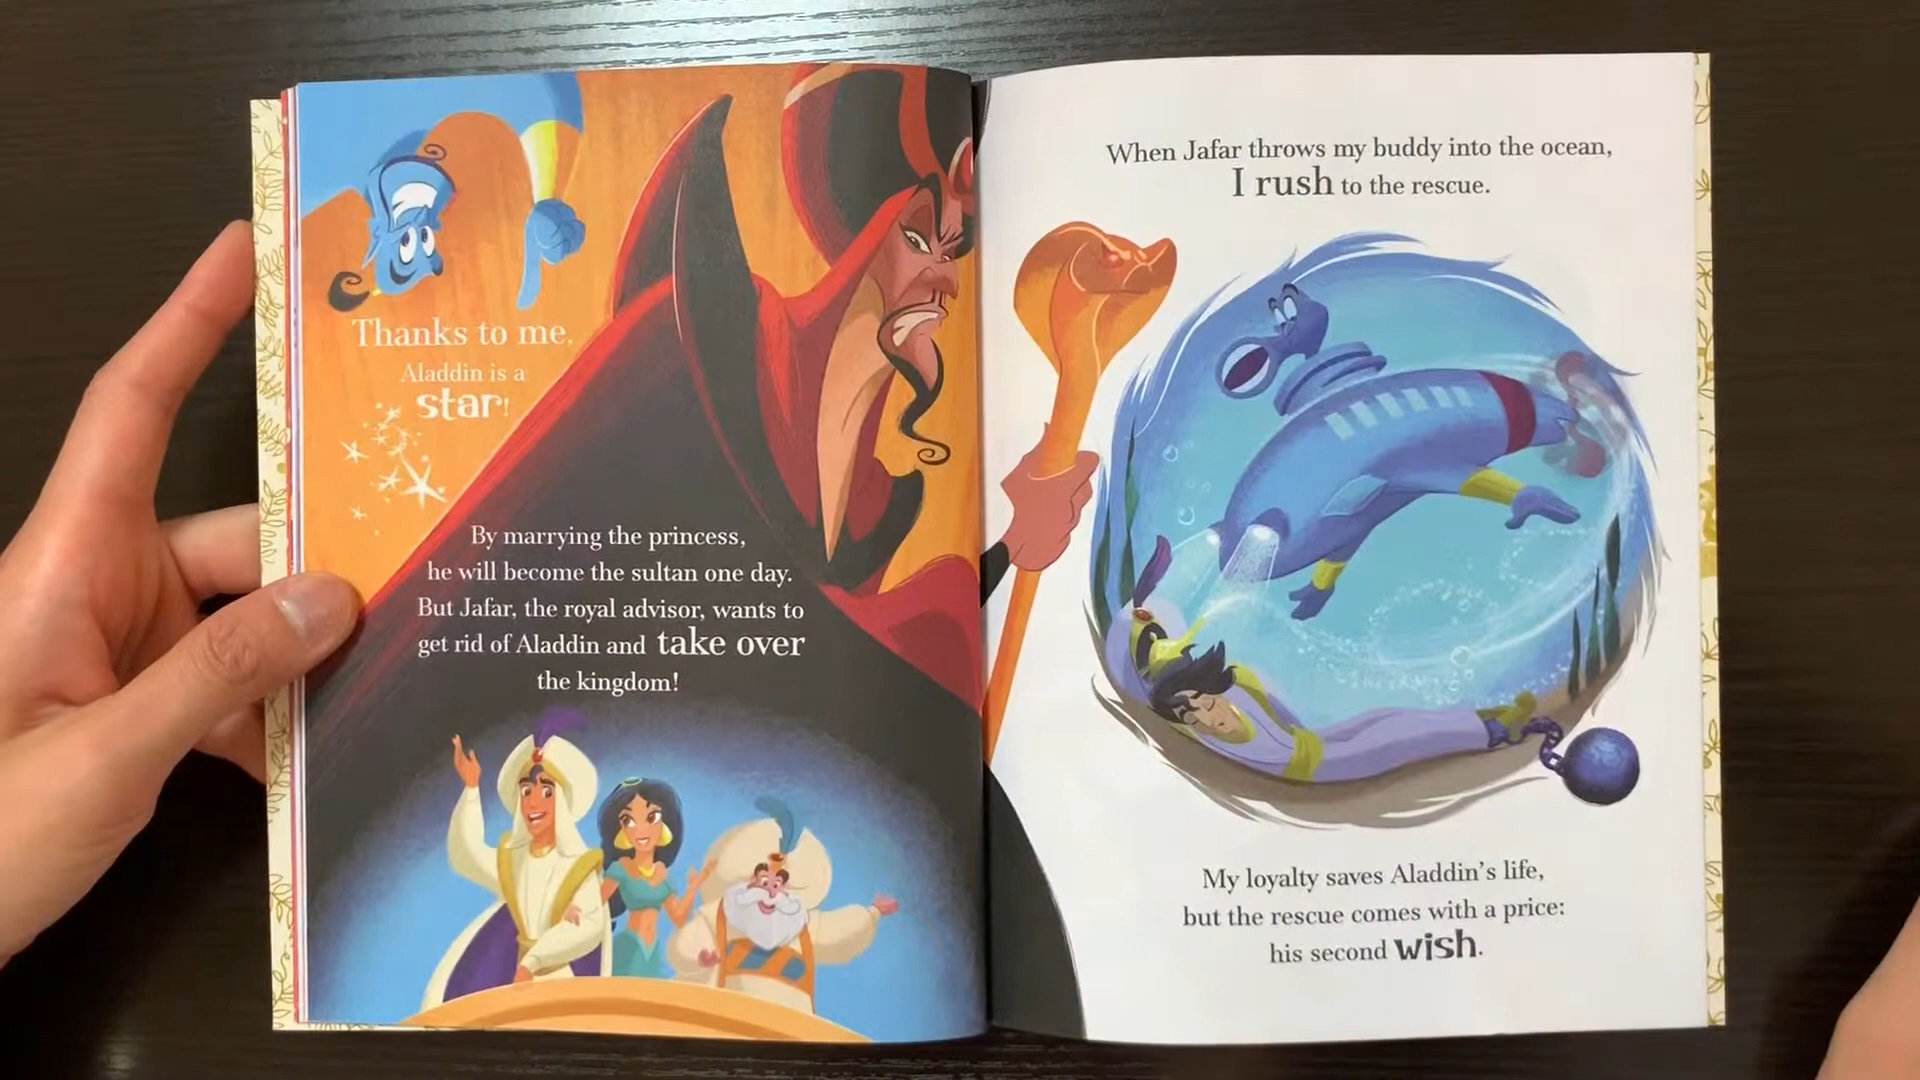 Thanks to me,
Aladdin is a
star!
By marrying the princess,
he will become the sultan one day.
But Jafar, the royal advisor, wants to
get rid of Aladdin and take over
the kingdom!
When Jafar throws my buddy into the ocean,
I rush to the rescue.
My loyalty saves Aladdin's life,
but the rescue comes with a price:
his second wish.